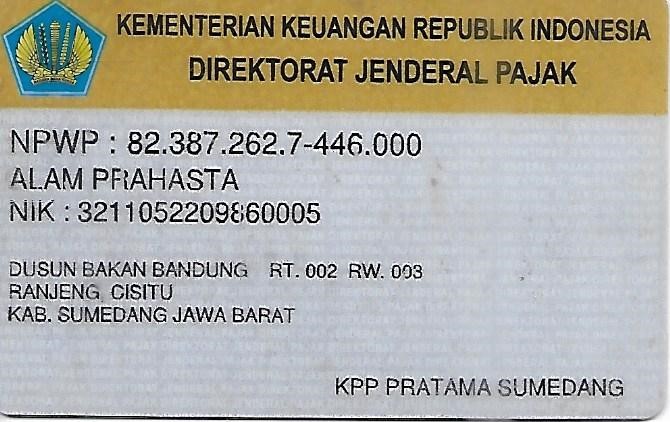 KEMENTERIAN KEUANGAN REPUBLIK INDONESIA
DIREKTORAT JENDERAL PAJAK
NPWP : 82.387.262.7-446.000
ALAM PRAHASTA
NIK : 3211052209860005
DUSUN BAKAN BANDUNG RT. 002 RW. 003
RANJENG CISITU
KAB. SUMEDANG JAWA BARAT
KPP PRATAMA SUMEDANG